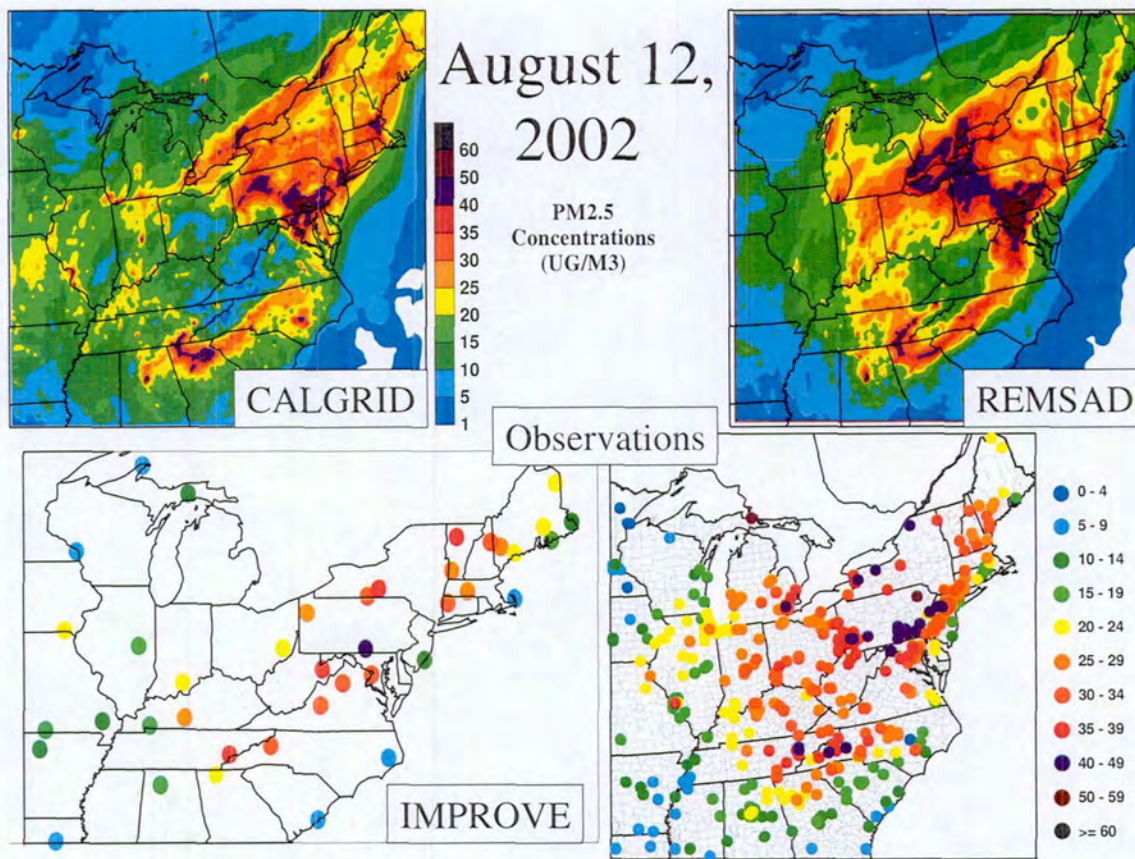 August 12,
2002
PM2.5
Concentrations
(UG/M3)
60
50
40
35
30
25
20
15
10
5
1
CALGRID
REMSAD
Observations
IMPROVE
0 - 4
5 - 9
10 - 14
15 - 19
20 - 24
25 - 29
30 - 34
35 - 39
40 - 49
50 - 59
>= 60